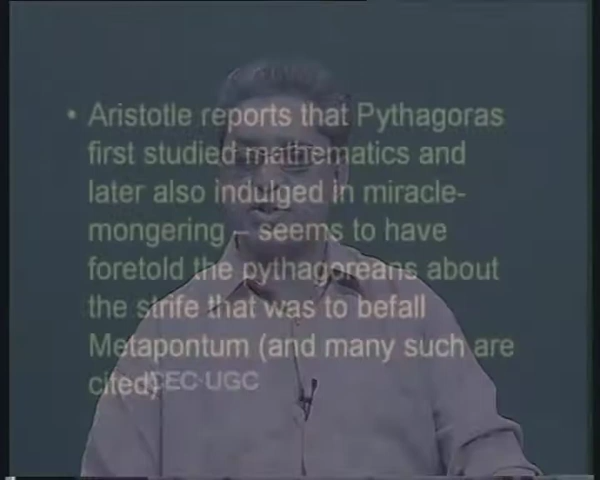 • Aristotle reports that Pythagoras
first studied mathematics and
later also indulged in miracle-
mongering – seems to have
foretold the pythagoreans about
the strife that was to befall
Metapontum (and many such are
cited)
CEC-UGC